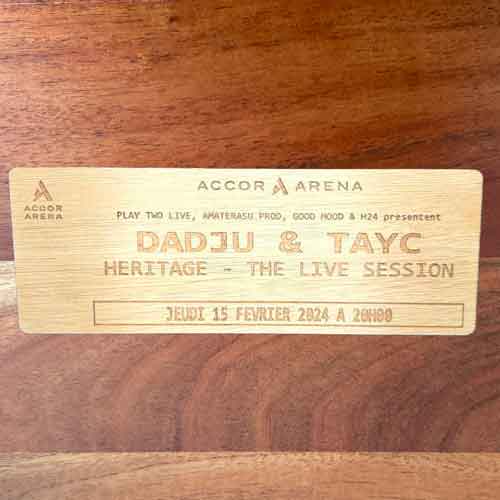 ACCOR ARENA
ACCOR
ARENA
PLAY TWO LIVE, AMATERASU PROD, GOOD MOOD & H24 présentent
DADJU & TAYC
HERITAGE - THE LIVE SESSION
JEUDI 15 FEVRIER 2024 A 20H00